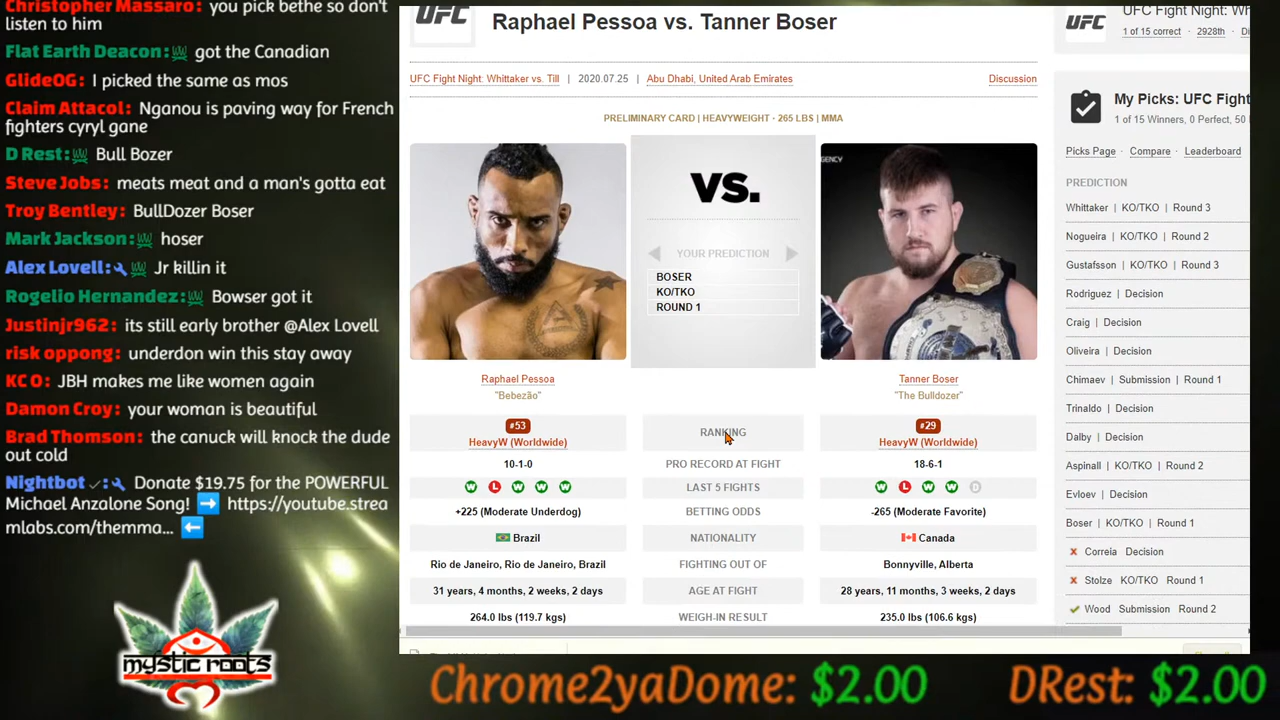 Christopher Massaro: you pick bethe so don't
listen to him
Flat Earth Deacon: got the Canadian
GlideOG: I picked the same as mos
Claim Attacol: Nganou is paving way for French
fighters cyryl gane
D Rest: Bull Bozer
Steve Jobs: meats meat and a man's gotta eat
Troy Bentley: BullDozer Boser
Mark Jackson: hoser
Alex Lovell: Jr killin it
Rogelio Hernandez: Bowser got it
Justinjr962: its still early brother @Alex Lovell
risk oppong: underdon win this stay away
KC O: JBH makes me like women again
Damon Croy: your woman is beautiful
Brad Thomson: the canuck will knock the dude
out cold
Nightbot ✓: Donate $19.75 for the POWERFUL
Michael Anzalone Song! ➡ https://youtube.strea
mlabs.com/themma... ⬅
mystic roots
UFC
Raphael Pessoa vs. Tanner Boser
UFC Fight Night: Whittaker vs. Till | 2020.07.25 | Abu Dhabi, United Arab Emirates
Discussion
PRELIMINARY CARD | HEAVYWEIGHT · 265 LBS | MMA
VS.
YOUR PREDICTION
BOSER
KO/TKO
ROUND 1
GENCY
Raphael Pessoa
"Bebezão"
Tanner Boser
"The Bulldozer"
#53
HeavyW (Worldwide)
RANKING
#29
HeavyW (Worldwide)
10-1-0 PRO RECORD AT FIGHT 18-6-1
W L W W W LAST 5 FIGHTS W L W W D
+225 (Moderate Underdog) BETTING ODDS -265 (Moderate Favorite)
Brazil NATIONALITY Canada
Rio de Janeiro, Rio de Janeiro, Brazil FIGHTING OUT OF Bonnyville, Alberta
31 years, 4 months, 2 weeks, 2 days AGE AT FIGHT 28 years, 11 months, 3 weeks, 2 days
264.0 lbs (119.7 kgs) WEIGH-IN RESULT 235.0 lbs (106.6 kgs)
UFC
UFC Fight Night: Wh
1 of 15 correct · 2928th · Di
My Picks: UFC Fight
1 of 15 Winners, 0 Perfect, 50
Picks Page · Compare · Leaderboard
PREDICTION
Whittaker | KO/TKO | Round 3
Nogueira | KO/TKO | Round 2
Gustafsson | KO/TKO | Round 3
Rodriguez | Decision
Craig | Decision
Oliveira | Decision
Chimaev | Submission | Round 1
Trinaldo | Decision
Dalby | Decision
Aspinall | KO/TKO | Round 2
Evloev | Decision
Boser | KO/TKO | Round 1
Correia Decision
Stolze KO/TKO Round 1
Wood Submission Round 2
Chrome2yaDome: $2.00 DRest: $2.00